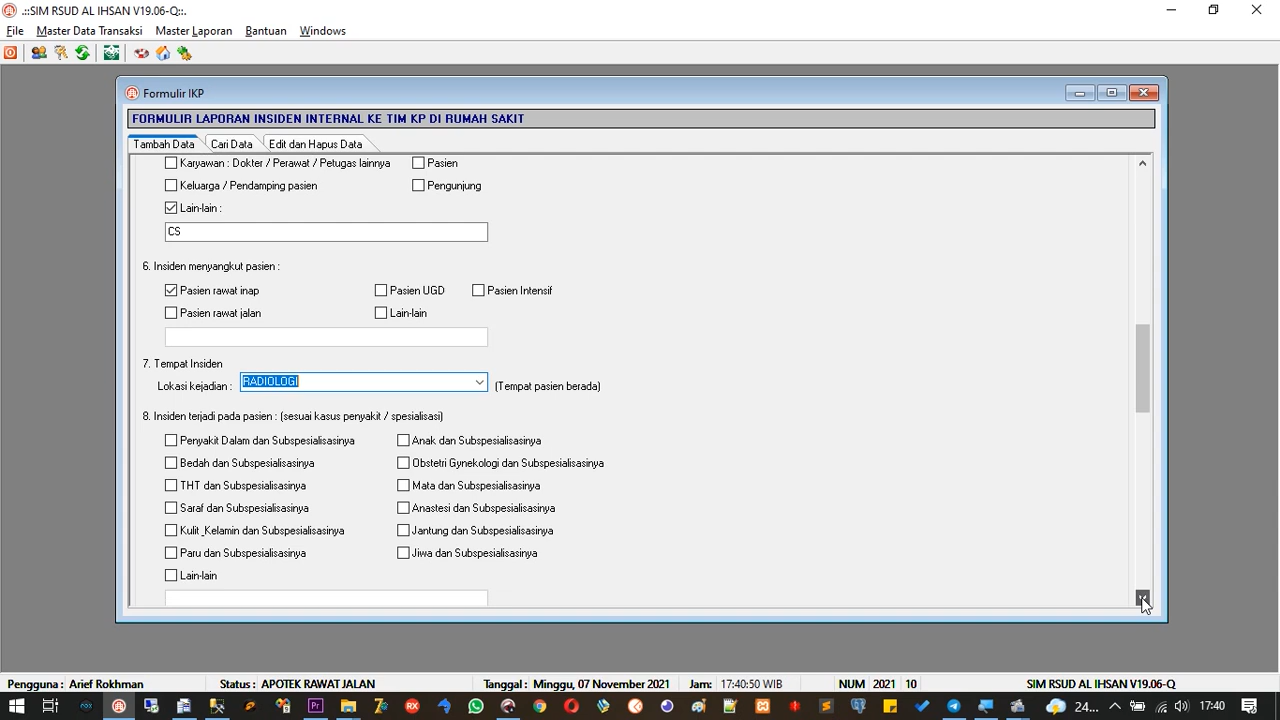 .::SIM RSUD AL IHSAN V19.06-Q::.
File Master Data Transaksi Master Laporan Bantuan Windows
Formulir IKP
FORMULIR LAPORAN INSIDEN INTERNAL KE TIM KP DI RUMAH SAKIT
Tambah Data Cari Data Edit dan Hapus Data
Karyawan : Dokter / Perawat / Petugas lainnya Pasien
Keluarga / Pendamping pasien Pengunjung
Lain-lain :
CS
6. Insiden menyangkut pasien :
Pasien rawat inap Pasien UGD Pasien Intensif
Pasien rawat jalan Lain-lain
7. Tempat Insiden
Lokasi kejadian : RADIOLOGI (Tempat pasien berada)
8. Insiden terjadi pada pasien : (sesuai kasus penyakit / spesialisasi)
Penyakit Dalam dan Subspesialisasinya Anak dan Subspesialisasinya
Bedah dan Subspesialisasinya Obstetri Gynekologi dan Subspesialisasinya
THT dan Subspesialisasinya Mata dan Subspesialisasinya
Saraf dan Subspesialisasinya Anastesi dan Subspesialisasinya
Kulit_Kelamin dan Subspesialisasinya Jantung dan Subspesialisasinya
Paru dan Subspesialisasinya Jiwa dan Subspesialisasinya
Lain-lain
Pengguna : Arief Rokhman Status : APOTEK RAWAT JALAN Tanggal : Minggu, 07 November 2021 Jam: 17:40:50 WIB NUM 2021 10 SIM RSUD AL IHSAN V19.06-Q
24... 17:40